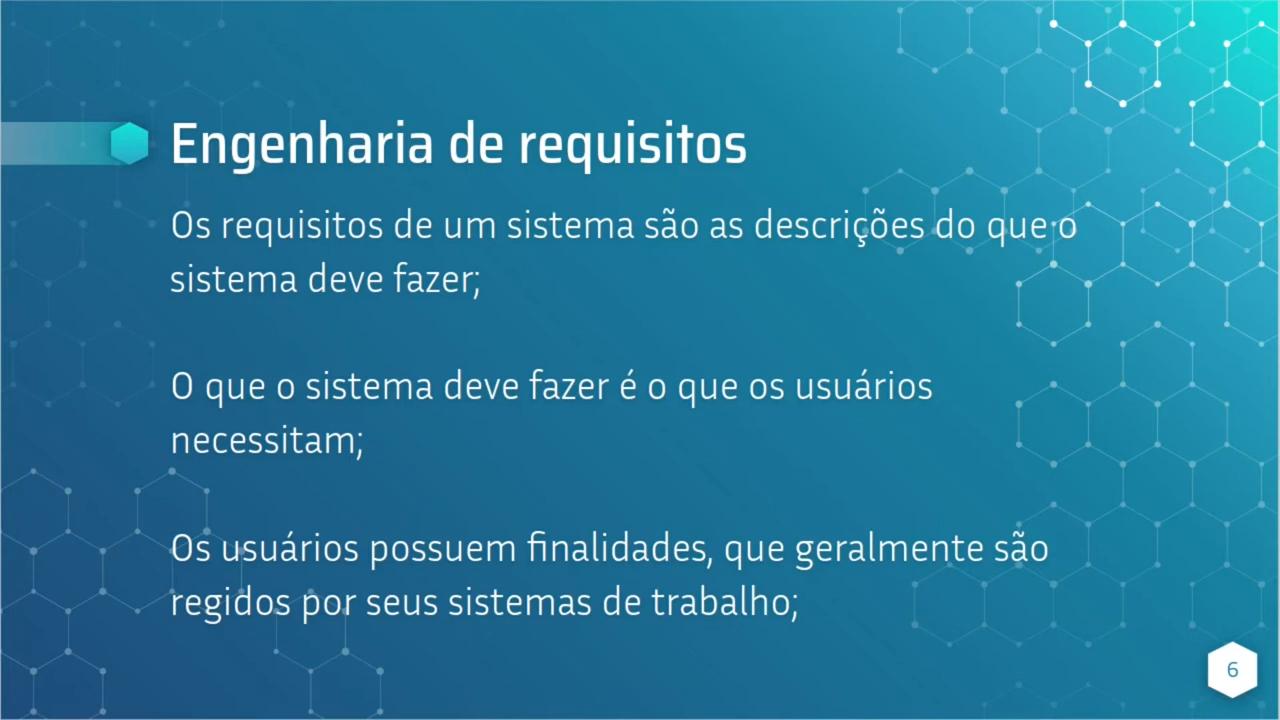 Engenharia de requisitos
Os requisitos de um sistema são as descrições do que o
sistema deve fazer;
O que o sistema deve fazer é o que os usuários
necessitam;
Os usuários possuem finalidades, que geralmente são
regidos por seus sistemas de trabalho;
6